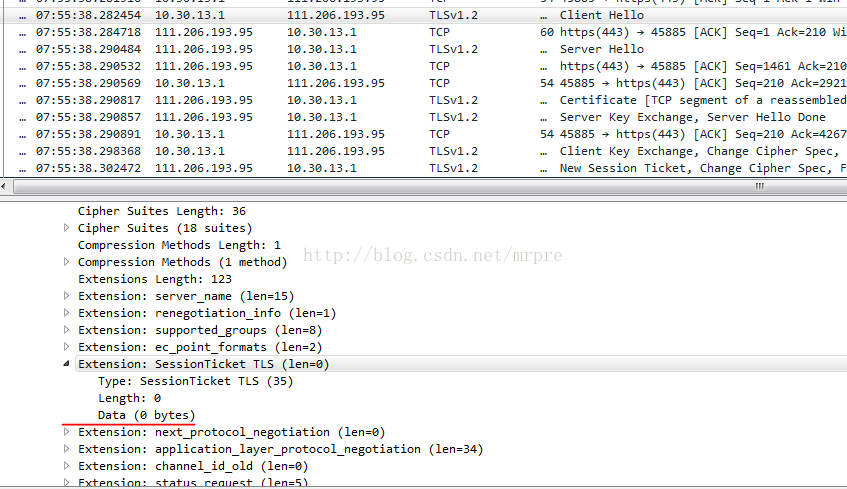 … 07:55:38.282454 10.30.13.1 111.206.193.95 TLSv1.2 … Client Hello
… 07:55:38.284718 111.206.193.95 10.30.13.1 TCP 60 https(443) → 45885 [ACK] Seq=1 Ack=210 Wi
… 07:55:38.290484 111.206.193.95 10.30.13.1 TLSv1.2 … Server Hello
… 07:55:38.290532 111.206.193.95 10.30.13.1 TCP … https(443) → 45885 [ACK] Seq=1461 Ack=210
… 07:55:38.290569 10.30.13.1 111.206.193.95 TCP 54 45885 → https(443) [ACK] Seq=210 Ack=2921
… 07:55:38.290817 111.206.193.95 10.30.13.1 TLSv1.2 … Certificate [TCP segment of a reassembled
… 07:55:38.290857 111.206.193.95 10.30.13.1 TLSv1.2 … Server Key Exchange, Server Hello Done
… 07:55:38.290891 10.30.13.1 111.206.193.95 TCP 54 45885 → https(443) [ACK] Seq=210 Ack=4267
… 07:55:38.298368 10.30.13.1 111.206.193.95 TLSv1.2 … Client Key Exchange, Change Cipher Spec,
… 07:55:38.302472 111.206.193.95 10.30.13.1 TLSv1.2 … New Session Ticket, Change Cipher Spec, F
Cipher Suites Length: 36
Cipher Suites (18 suites)
Compression Methods Length: 1
http://blog.csdn.net/mrpre
Compression Methods (1 method)
Extensions Length: 123
Extension: server_name (len=15)
Extension: renegotiation_info (len=1)
Extension: supported_groups (len=8)
Extension: ec_point_formats (len=2)
Extension: SessionTicket TLS (len=0)
Type: SessionTicket TLS (35)
Length: 0
Data (0 bytes)
Extension: next_protocol_negotiation (len=0)
Extension: application_layer_protocol_negotiation (len=34)
Extension: channel_id_old (len=0)
Extension: status_request (len=5)